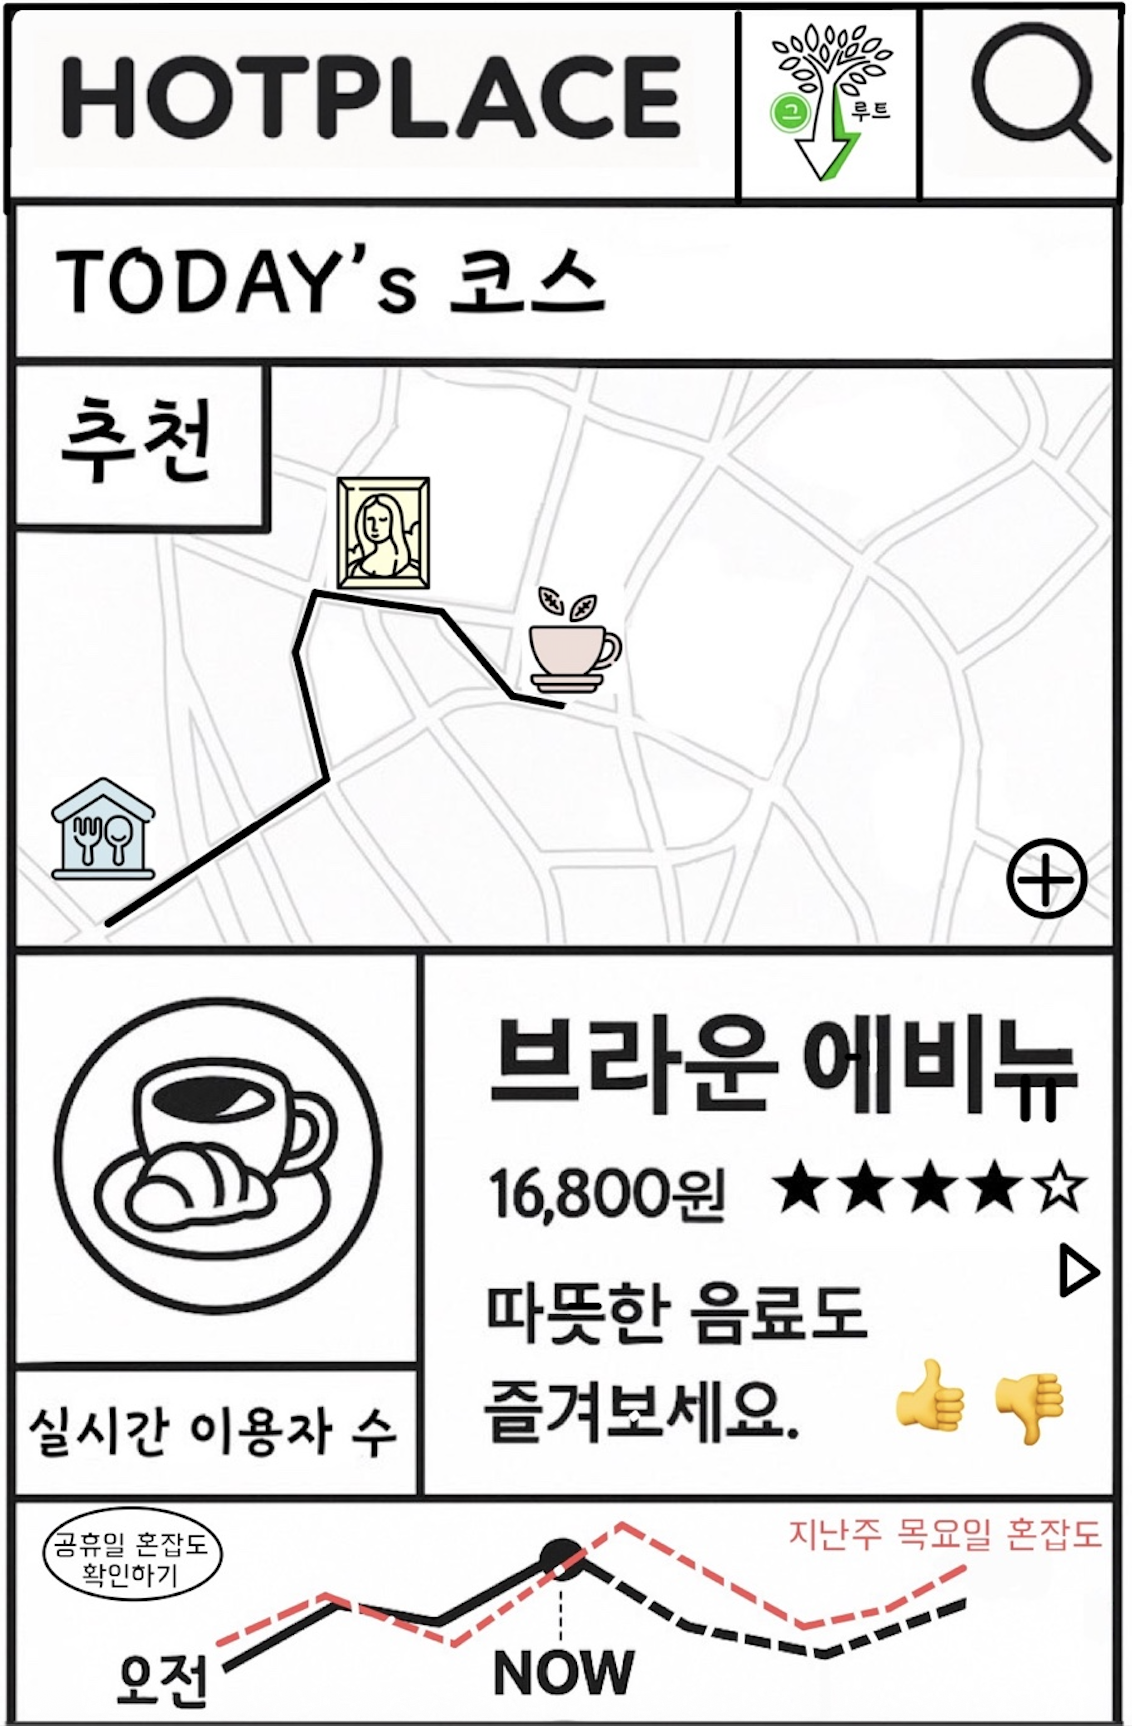 HOTPLACE
그 루트
TODAY's 코스
추천
브라운 에비뉴
16,800원
따뜻한 음료도
즐겨보세요.
실시간 이용자 수
공휴일 혼잡도
확인하기
지난주 목요일 혼잡도
오전
NOW